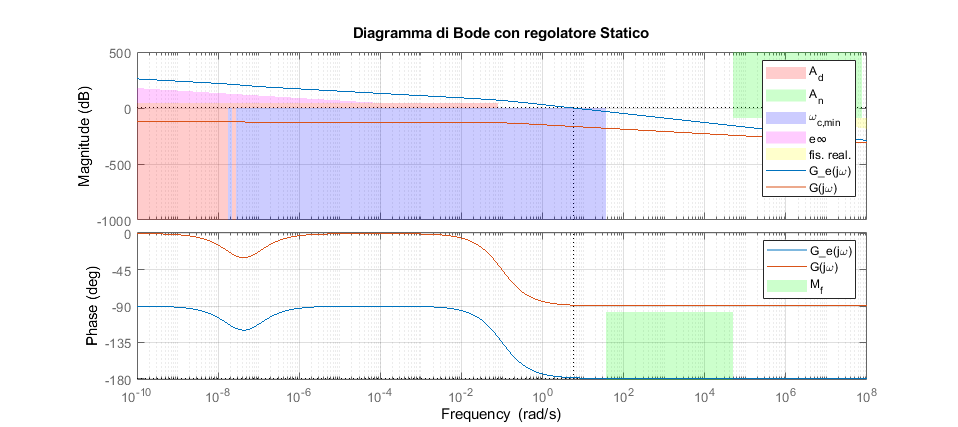 Diagramma di Bode con regolatore Statico
Magnitude (dB)
500
0
-500
-1000
A_d
A_n
ω_c,min
e∞
fis. real.
G_e(jω)
G(jω)
Phase (deg)
0
-45
-90
-135
-180
G_e(jω)
G(jω)
M_f
10^-10 10^-8 10^-6 10^-4 10^-2 10^0 10^2 10^4 10^6 10^8
Frequency (rad/s)